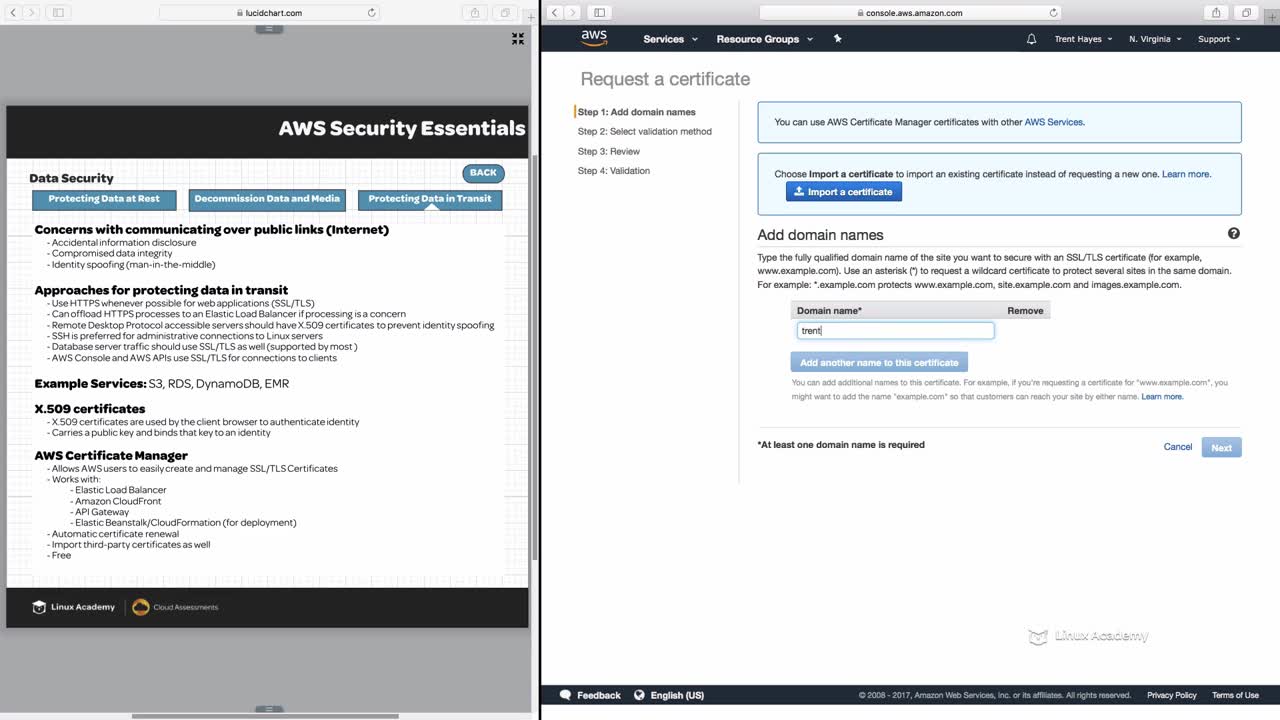 lucidchart.com
AWS Security Essentials
Data Security
BACK
Protecting Data at Rest
Decommission Data and Media
Protecting Data in Transit
Concerns with communicating over public links (Internet)
- Accidental information disclosure
- Compromised data integrity
- Identity spoofing (man-in-the-middle)
Approaches for protecting data in transit
- Use HTTPS whenever possible for web applications (SSL/TLS)
- Can offload HTTPS processes to an Elastic Load Balancer if processing is a concern
- Remote Desktop Protocol accessible servers should have X.509 certificates to prevent identity spoofing
- SSH is preferred for administrative connections to Linux servers
- Database server traffic should use SSL/TLS as well (supported by most )
- AWS Console and AWS APIs use SSL/TLS for connections to clients
Example Services: S3, RDS, DynamoDB, EMR
X.509 certificates
- X.509 certificates are used by the client browser to authenticate identity
- Carries a public key and binds that key to an identity
AWS Certificate Manager
- Allows AWS users to easily create and manage SSL/TLS Certificates
- Works with:
- Elastic Load Balancer
- Amazon CloudFront
- API Gateway
- Elastic Beanstalk/CloudFormation (for deployment)
- Automatic certificate renewal
- Import third-party certificates as well
- Free
Linux Academy
Cloud Assessments
console.aws.amazon.com
aws
Services
Resource Groups
Trent Hayes
N. Virginia
Support
Request a certificate
Step 1: Add domain names
Step 2: Select validation method
Step 3: Review
Step 4: Validation
You can use AWS Certificate Manager certificates with other AWS Services.
Choose Import a certificate to import an existing certificate instead of requesting a new one. Learn more.
Import a certificate
Add domain names
Type the fully qualified domain name of the site you want to secure with an SSL/TLS certificate (for example,
www.example.com). Use an asterisk (*) to request a wildcard certificate to protect several sites in the same domain.
For example: *.example.com protects www.example.com, site.example.com and images.example.com.
Domain name*
Remove
trent
Add another name to this certificate
You can add additional names to this certificate. For example, if you're requesting a certificate for "www.example.com", you
might want to add the name "example.com" so that customers can reach your site by either name. Learn more.
*At least one domain name is required
Cancel
Next
Linux Academy
Feedback
English (US)
© 2008 - 2017, Amazon Web Services, Inc. or its affiliates. All rights reserved.
Privacy Policy
Terms of Use